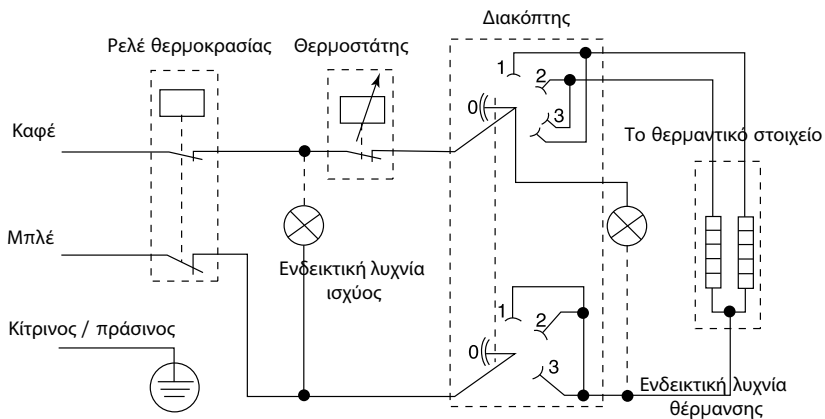 Διακόπτης
Ρελέ θερμοκρασίας
Θερμοστάτης
1
2
0
3
Καφέ
Το θερμαντικό στοιχείο
Μπλέ
Ενδεικτική λυχνία
ισχύος
1
2
0
3
Κίτρινος / πράσινος
Ενδεικτική λυχνία
θέρμανσης